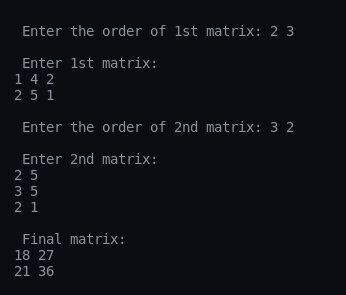 Enter the order of 1st matrix: 2 3
Enter 1st matrix:
1 4 2
2 5 1
Enter the order of 2nd matrix: 3 2
Enter 2nd matrix:
2 5
3 5
2 1
Final matrix:
18 27
21 36